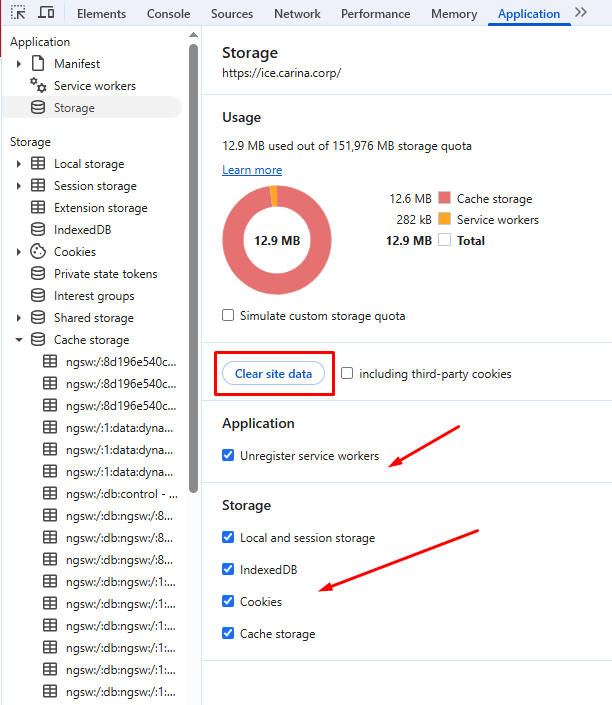 Elements Console Sources Network Performance Memory Application
Application
Manifest
Service workers
Storage
Storage
Local storage
Session storage
Extension storage
IndexedDB
Cookies
Private state tokens
Interest groups
Shared storage
Cache storage
ngsw:/:8d196e540c...
ngsw:/:8d196e540c...
ngsw:/:8d196e540c...
ngsw:/:1:data:dyna...
ngsw:/:1:data:dyna...
ngsw:/:1:data:dyna...
ngsw:/:db:control - ...
ngsw:/:db:ngsw:/:8...
ngsw:/:db:ngsw:/:8...
ngsw:/:db:ngsw:/:8...
ngsw:/:db:ngsw:/:1:...
ngsw:/:db:ngsw:/:1:...
ngsw:/:db:ngsw:/:1:...
ngsw:/:db:ngsw:/:1:...
ngsw:/:db:ngsw:/:1:...
ngsw:/:db:ngsw:/:1:...
Storage
https://ice.carina.corp/
Usage
12.9 MB used out of 151,976 MB storage quota
Learn more
12.9 MB
12.6 MB Cache storage
282 kB Service workers
12.9 MB Total
Simulate custom storage quota
Clear site data including third-party cookies
Application
Unregister service workers
Storage
Local and session storage
IndexedDB
Cookies
Cache storage